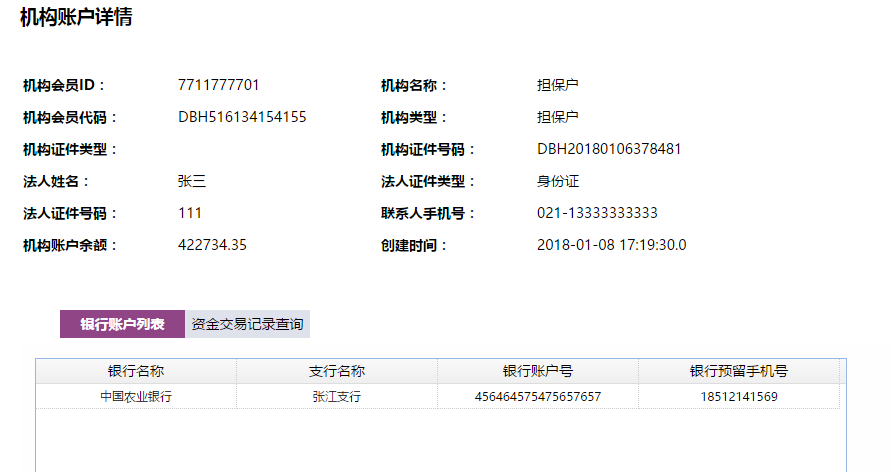 机构账户详情
机构会员ID： 7711777701 机构名称： 担保户
机构会员代码： DBH516134154155 机构类型： 担保户
机构证件类型： 机构证件号码： DBH20180106378481
法人姓名： 张三 法人证件类型： 身份证
法人证件号码： 111 联系人手机号： 021-13333333333
机构账户余额： 422734.35 创建时间： 2018-01-08 17:19:30.0
银行账户列表 资金交易记录查询
银行名称 支行名称 银行账户号 银行预留手机号
中国农业银行 张江支行 456464575475657657 18512141569